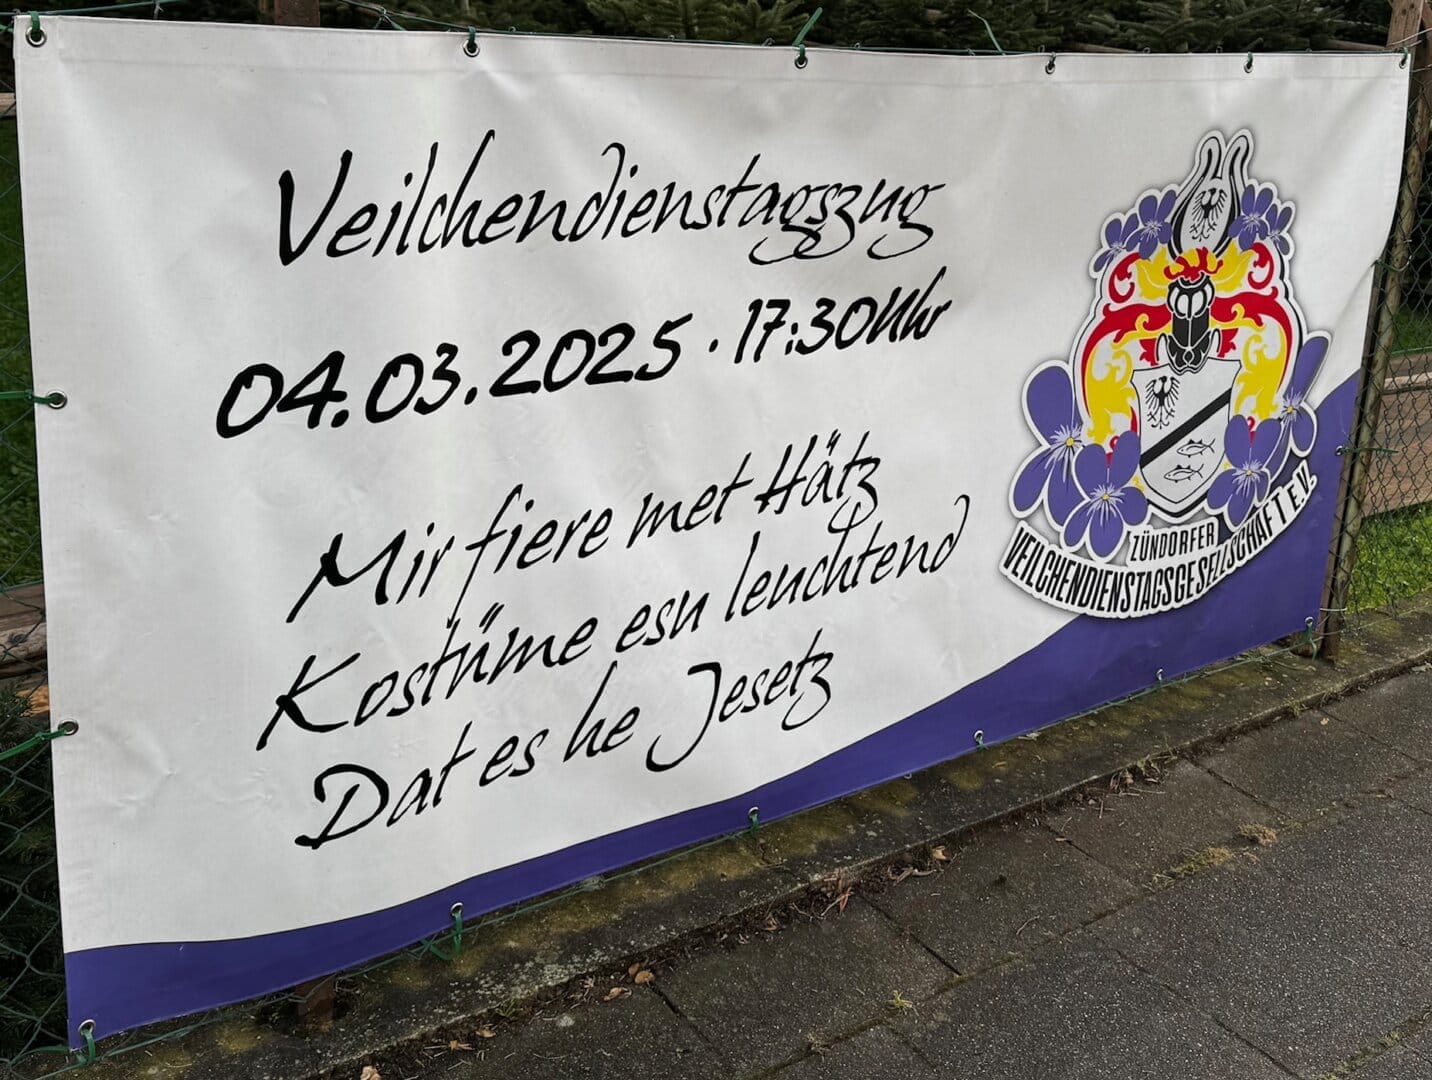 Veilchendienstagszug
04.03.2025 · 17:30Uhr
Mir fiere met Hätz
Kostüme esu leuchtend
Dat es he Jesetz
ZÜNDORFER
VEILCHENDIENSTAGSGESELLSCHAFT E.V.